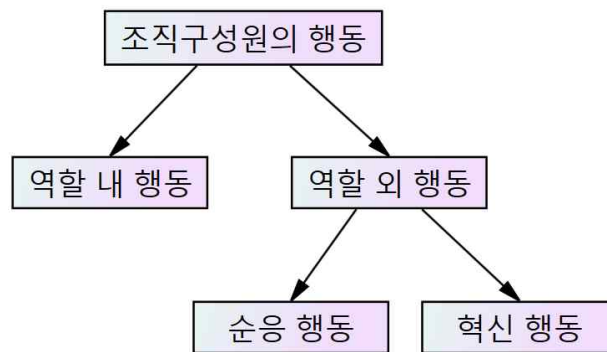 조직구성원의 행동
역할 내 행동
역할 외 행동
순응 행동
혁신 행동